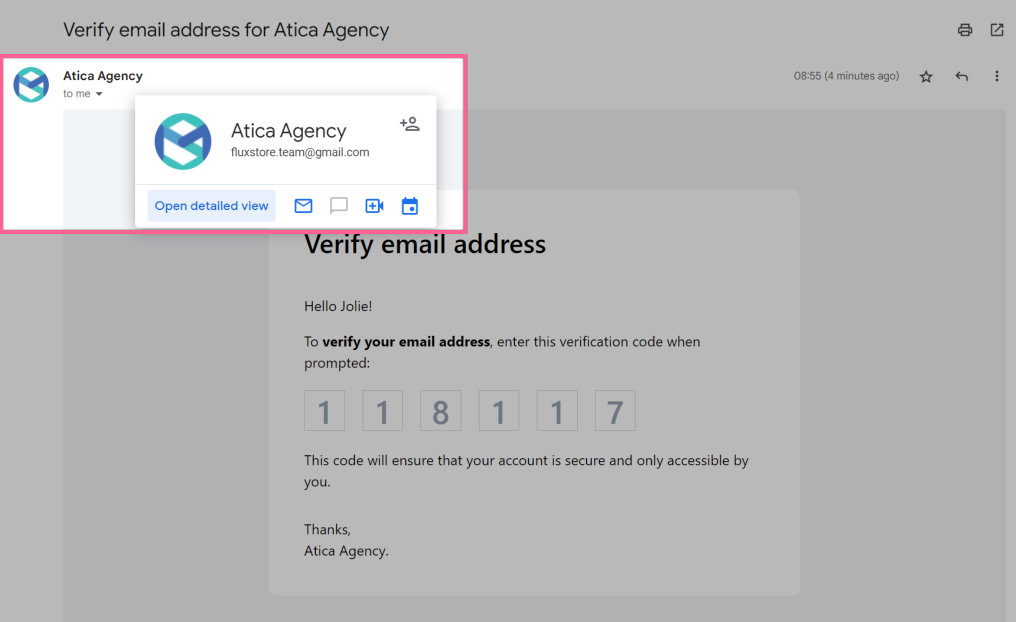 Verify email address for Atica Agency
Atica Agency
08:55 (4 minutes ago)
to me
Atica Agency
fluxstore.team@gmail.com
Open detailed view
Verify email address
Hello Jolie!
To verify your email address, enter this verification code when
prompted:
1 1 8 1 1 7
This code will ensure that your account is secure and only accessible by
you.
Thanks,
Atica Agency.